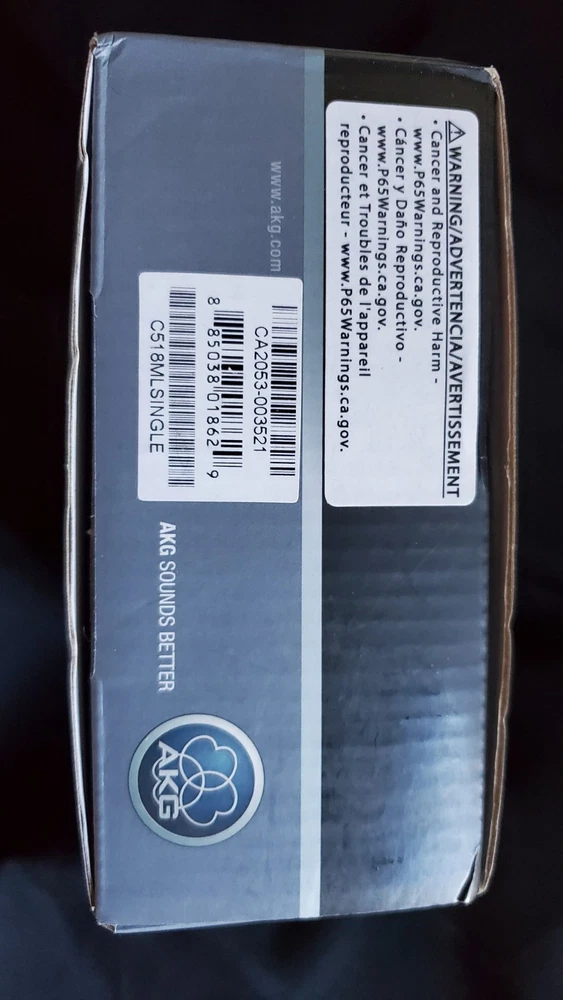 ⚠WARNING/ADVERTENCIA/AVERTISSEMENT
• Cancer and Reproductive Harm -
www.P65Warnings.ca.gov.
• Cáncer y Daño Reproductivo -
www.P65Warnings.ca.gov.
• Cancer et Troubles de l'appareil
reproducteur - www.P65Warnings.ca.gov.
www.akg.com
CA2053-003521
8 85038 01862 9
C518MLSINGLE
AKG SOUNDS BETTER
AKG